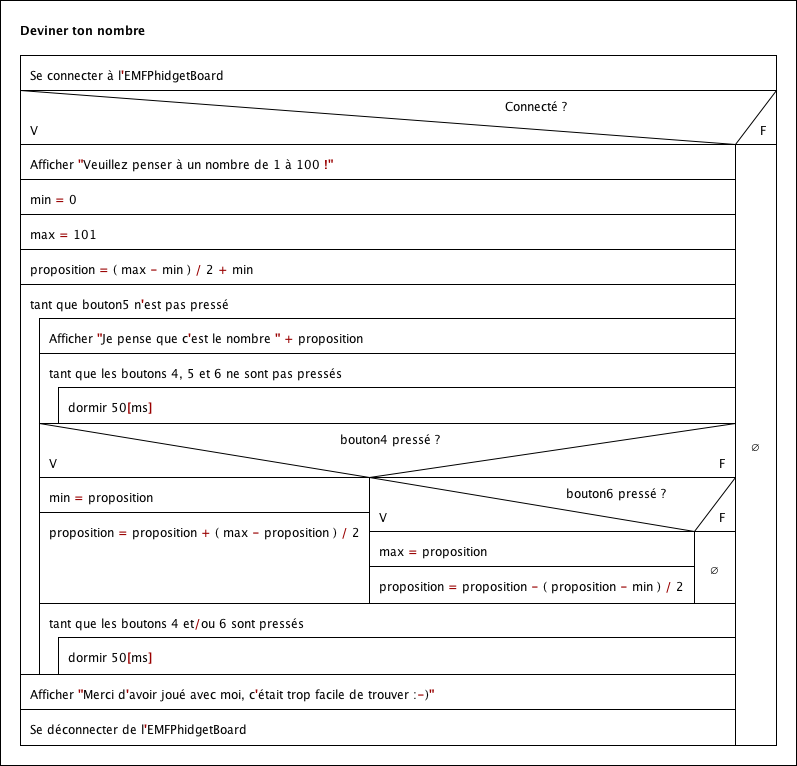 Deviner ton nombre
Se connecter à l'EMFPhidgetBoard
Connecté ?
V
F
Afficher "Veuillez penser à un nombre de 1 à 100 !"
min = 0
max = 101
proposition = ( max - min ) / 2 + min
tant que bouton5 n'est pas pressé
Afficher "Je pense que c'est le nombre " + proposition
tant que les boutons 4, 5 et 6 ne sont pas pressés
dormir 50[ms]
bouton4 pressé ?
V
F
min = proposition
proposition = proposition + ( max - proposition ) / 2
bouton6 pressé ?
V
F
max = proposition
proposition = proposition - ( proposition - min ) / 2
∅
tant que les boutons 4 et/ou 6 sont pressés
dormir 50[ms]
Afficher "Merci d'avoir joué avec moi, c'était trop facile de trouver :-)"
Se déconnecter de l'EMFPhidgetBoard
∅